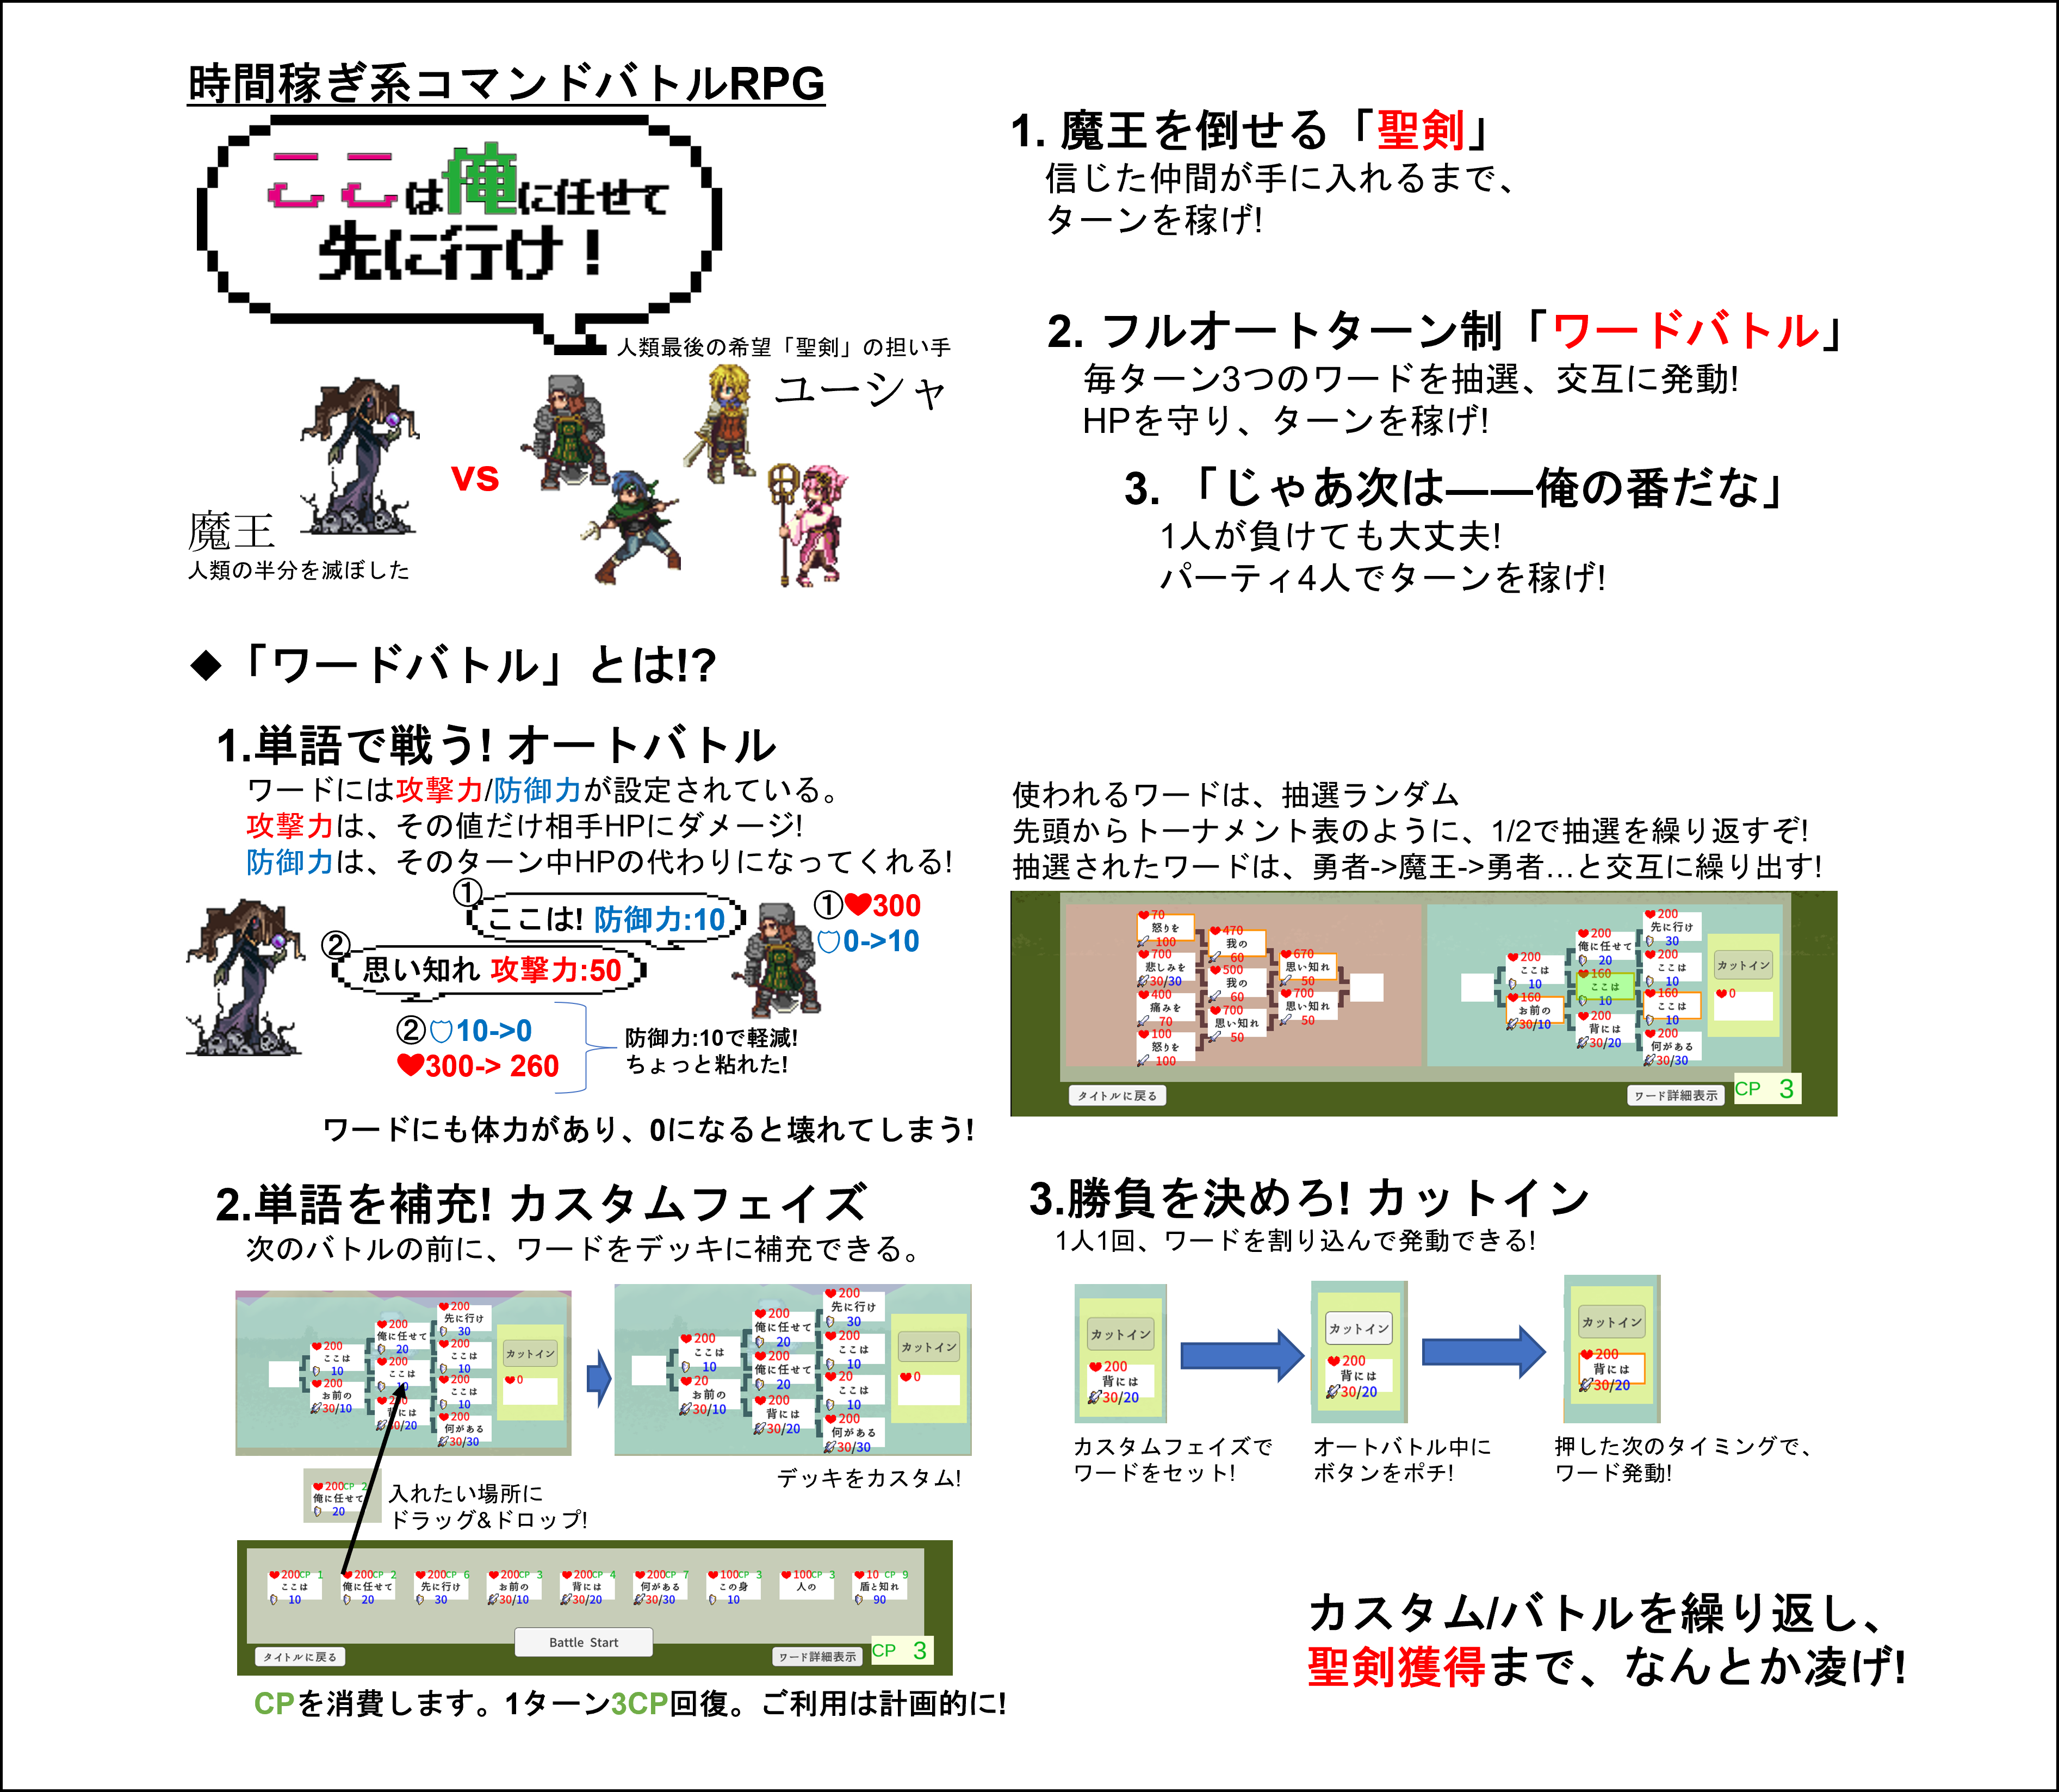 時間稼ぎ系コマンドバトルRPG
ここは俺に任せて
先に行け！
人類最後の希望「聖剣」の担い手
ユーシャ
vs
魔王
人類の半分を滅ぼした
1. 魔王を倒せる「聖剣」
信じた仲間が手に入れるまで、
ターンを稼げ!
2. フルオートターン制「ワードバトル」
毎ターン3つのワードを抽選、交互に発動!
HPを守り、ターンを稼げ!
3. 「じゃあ次は――俺の番だな」
1人が負けても大丈夫!
パーティ4人でターンを稼げ!
◆「ワードバトル」とは!?
1.単語で戦う! オートバトル
ワードには攻撃力/防御力が設定されている。
攻撃力は、その値だけ相手HPにダメージ!
防御力は、そのターン中HPの代わりになってくれる!
①
ここは! 防御力:10
①300
0->10
②
思い知れ 攻撃力:50
②10->0
300-> 260
防御力:10で軽減!
ちょっと粘れた!
ワードにも体力があり、0になると壊れてしまう!
使われるワードは、抽選ランダム
先頭からトーナメント表のように、1/2で抽選を繰り返すぞ!
抽選されたワードは、勇者->魔王->勇者…と交互に繰り出す!
70
怒りを
100
700
悲しみを
30/30
400
痛みを
70
100
怒りを
100
470
我の
60
500
我の
60
700
思い知れ
50
670
思い知れ
50
700
思い知れ
50
200
ここは
10
160
お前の
30/10
200
俺に任せて
20
160
ここは
10
200
背には
30/20
200
先に行け
30
200
ここは
10
160
ここは
10
200
何がある
30/30
カットイン
0
タイトルに戻る
ワード詳細表示
CP 3
2.単語を補充! カスタムフェイズ
次のバトルの前に、ワードをデッキに補充できる。
200
ここは
10
200
お前の
30/10
200
俺に任せて
20
200
ここは
10
背には
30/20
200
先に行け
30
200
ここは
10
200
ここは
10
200
何がある
30/30
カットイン
0
200
ここは
10
20
お前の
30/10
200
俺に任せて
20
200
俺に任せて
20
200
背には
30/20
200
先に行け
30
200
ここは
10
20
ここは
10
200
何がある
30/30
カットイン
0
200CP 2
俺に任せて
20
入れたい場所に
ドラッグ&ドロップ!
デッキをカスタム!
200CP 1
ここは
10
200CP 2
俺に任せて
20
200CP 6
先に行け
30
200CP 3
お前の
30/10
200CP 4
背には
30/20
200CP 7
何がある
30/30
100CP 3
この身
10
100CP 3
人の
10 CP 9
盾と知れ
90
Battle Start
タイトルに戻る
ワード詳細表示
CP 3
CPを消費します。1ターン3CP回復。ご利用は計画的に!
3.勝負を決めろ! カットイン
1人1回、ワードを割り込んで発動できる!
カットイン
200
背には
30/20
カットイン
200
背には
30/20
カットイン
200
背には
30/20
カスタムフェイズで
ワードをセット!
オートバトル中に
ボタンをポチ!
押した次のタイミングで、
ワード発動!
カスタム/バトルを繰り返し、
聖剣獲得まで、なんとか凌げ!